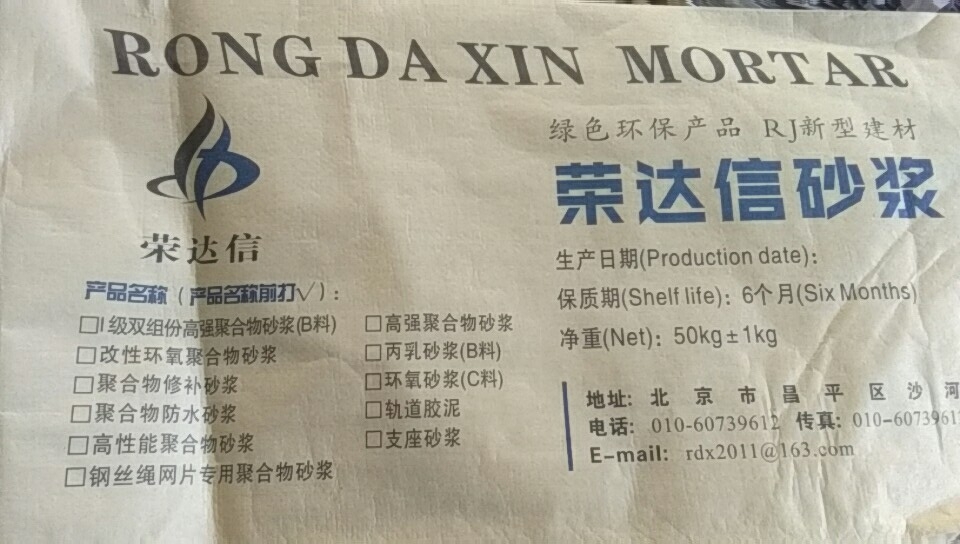 RONG DA XIN MORTAR
绿色环保产品 RJ新型建材
荣达信砂浆
荣达信
生产日期(Production date):
保质期(Shelf life): 6个月(Six Months)
净重(Net): 50kg±1kg
产品名称(产品名称前打√):
□I级双组份高强聚合物砂浆(B料)
□改性环氧聚合物砂浆
□聚合物修补砂浆
□聚合物防水砂浆
□高性能聚合物砂浆
□钢丝绳网片专用聚合物砂浆
□高强聚合物砂浆
□丙乳砂浆(B料)
□环氧砂浆(C料)
□轨道胶泥
□支座砂浆
地址: 北京市昌平区沙河
电话: 010-60739612 传真: 010-6073961
E-mail: rdx2011@163.com